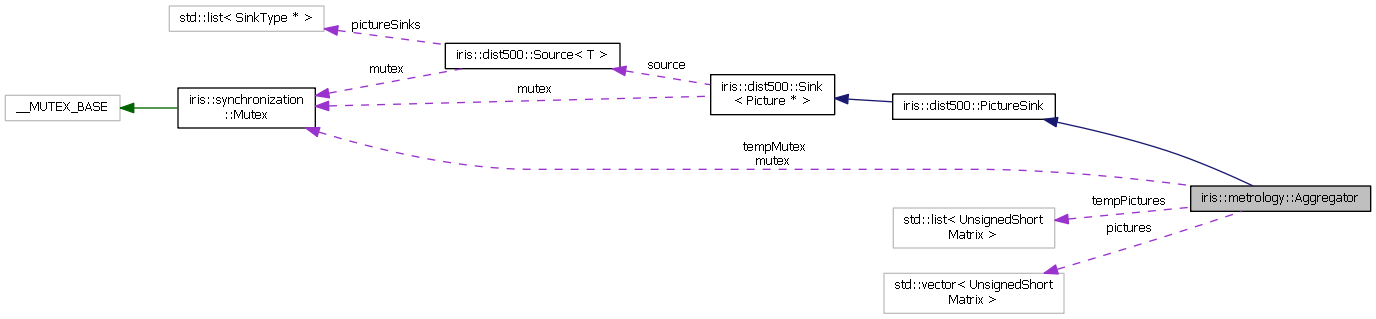 std::list< SinkType * >
pictureSinks
iris::dist500::Source< T >
mutex
source
iris::synchronization
::Mutex
__MUTEX_BASE
mutex
iris::dist500::Sink
< Picture * >
iris::dist500::PictureSink
tempMutex
mutex
iris::metrology::Aggregator
tempPictures
std::list< UnsignedShort
Matrix >
pictures
std::vector< UnsignedShort
Matrix >